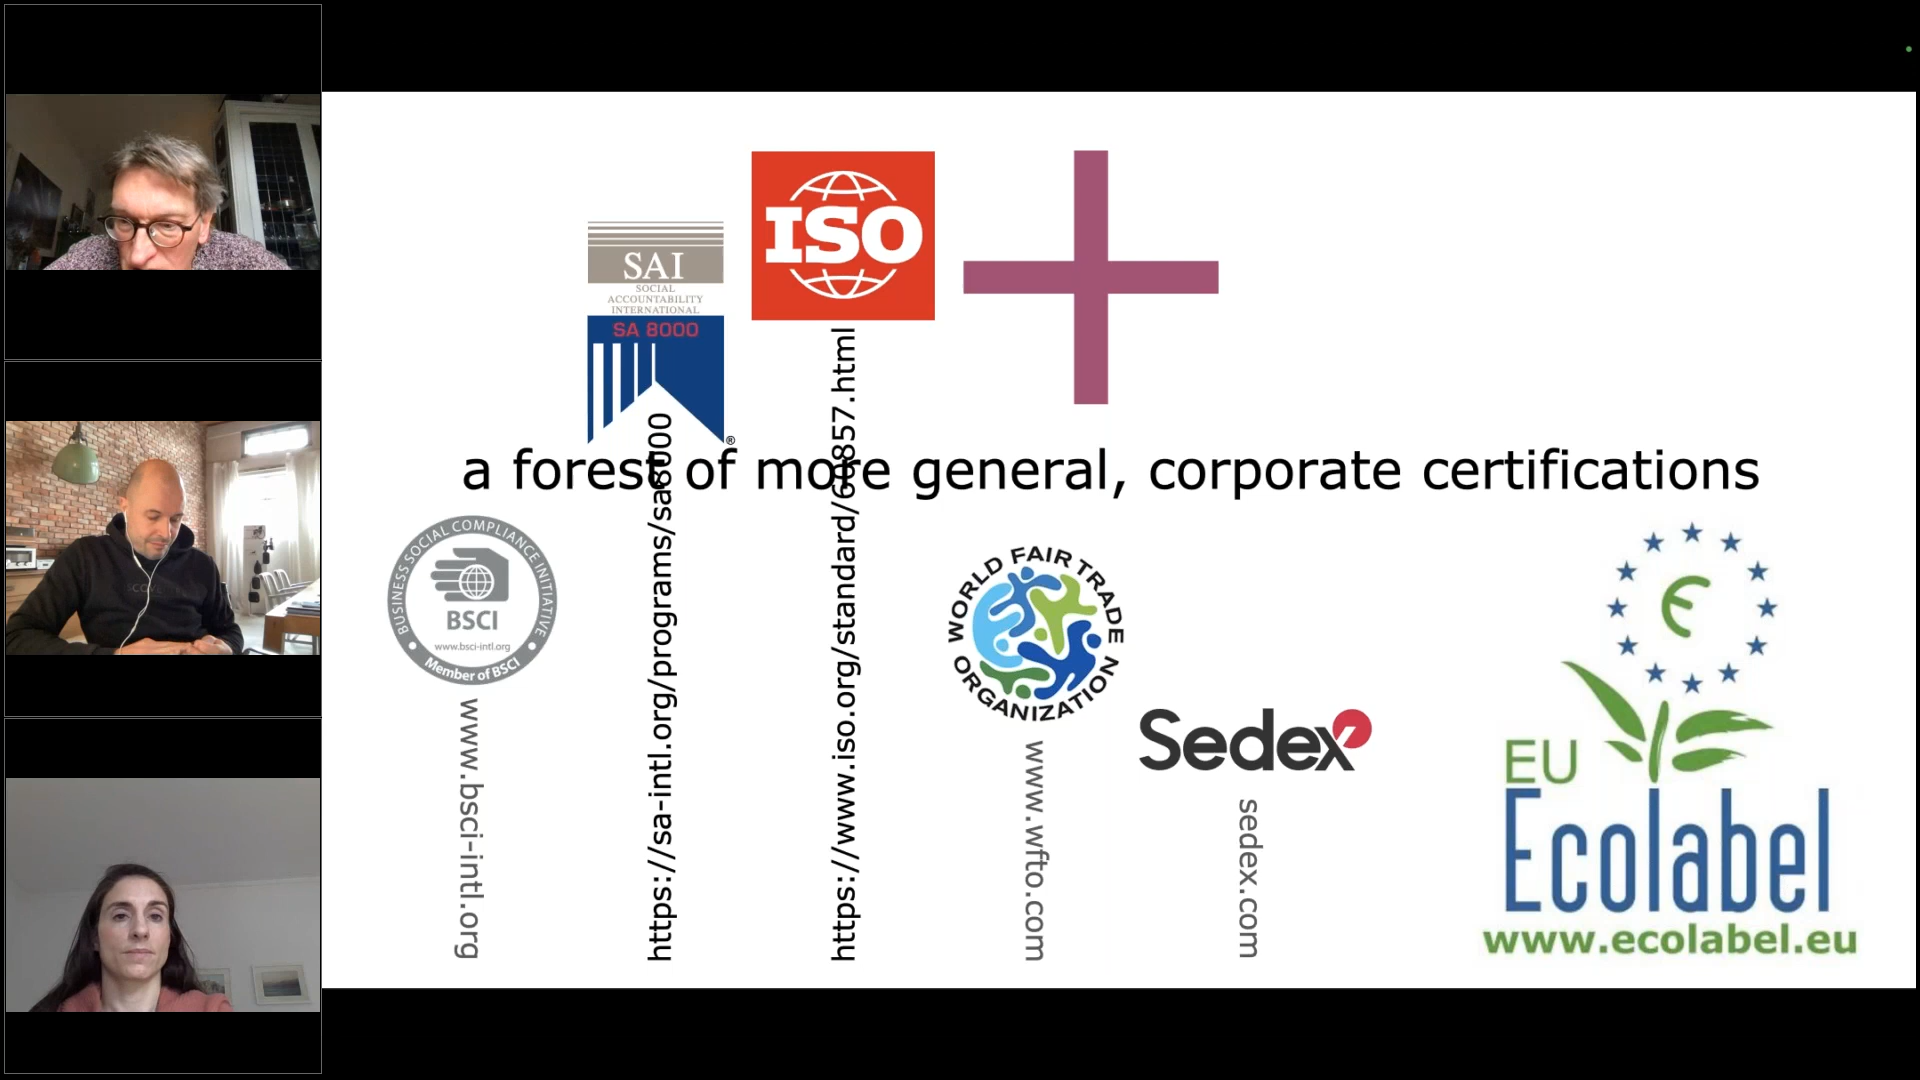 ISO
SAI
SOCIAL
ACCOUNTABILITY
INTERNATIONAL
SA 8000
®
a forest of more general, corporate certifications
BUSINESS SOCIAL COMPLIANCE INITIATIVE
BSCI
www.bsci-intl.org
Member of BSCI
www.bsci-intl.org
https://sa-intl.org/programs/sa8000
https://www.iso.org/standard/60857.html
WORLD FAIR TRADE
ORGANIZATION
www.wfto.com
Sedex
sedex.com
EU
Ecolabel
www.ecolabel.eu